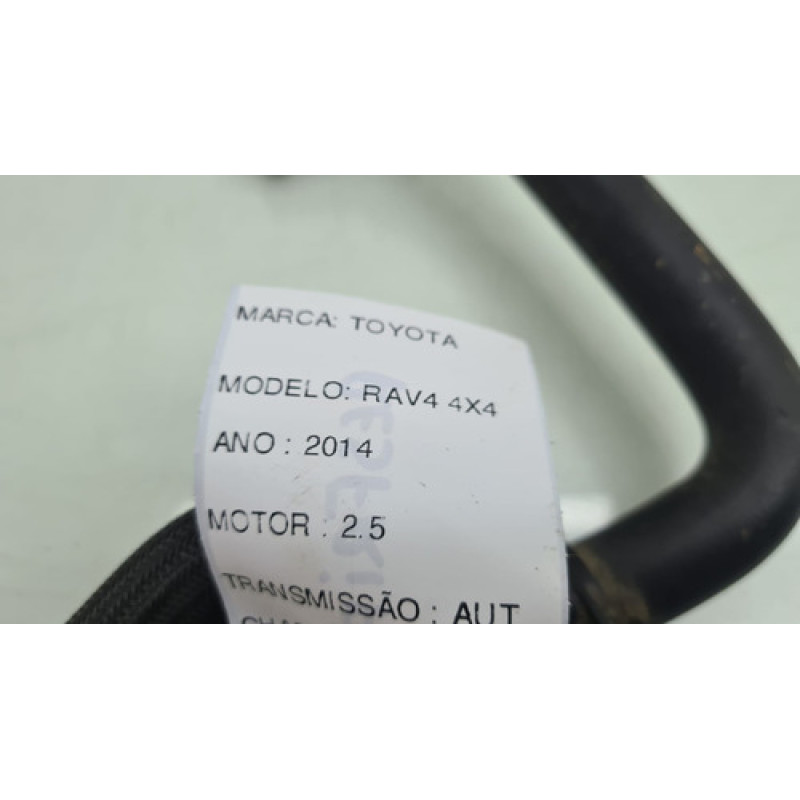 MARCA: TOYOTA
MODELO: RAV4 4X4
ANO : 2014
MOTOR : 2.5
TRANSMISSÃO : AUT